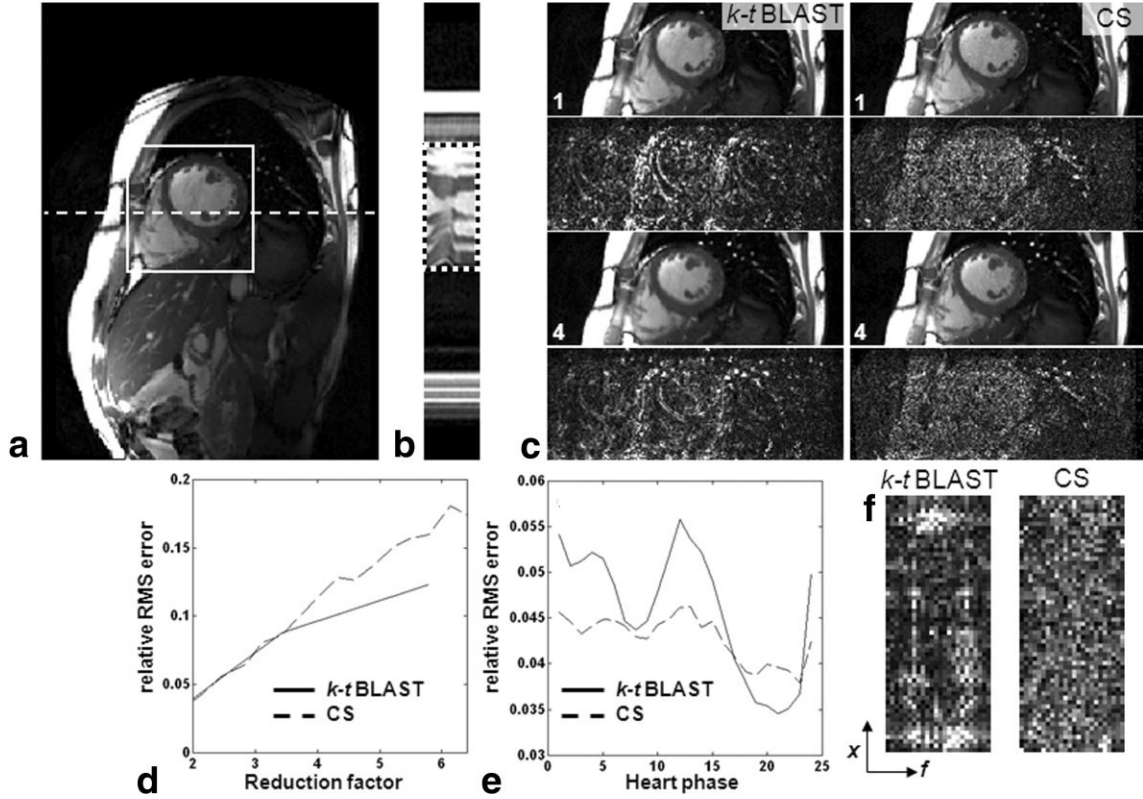 a
b
c
k-t BLAST
CS
1
1
4
4
d
relative RMS error
0.2
0.15
0.1
0.05
0
2
3
4
5
6
Reduction factor
k-t BLAST
CS
e
relative RMS error
0.06
0.055
0.05
0.045
0.04
0.035
0.03
0
5
10
15
20
25
Heart phase
k-t BLAST
CS
f
k-t BLAST
CS
x
f